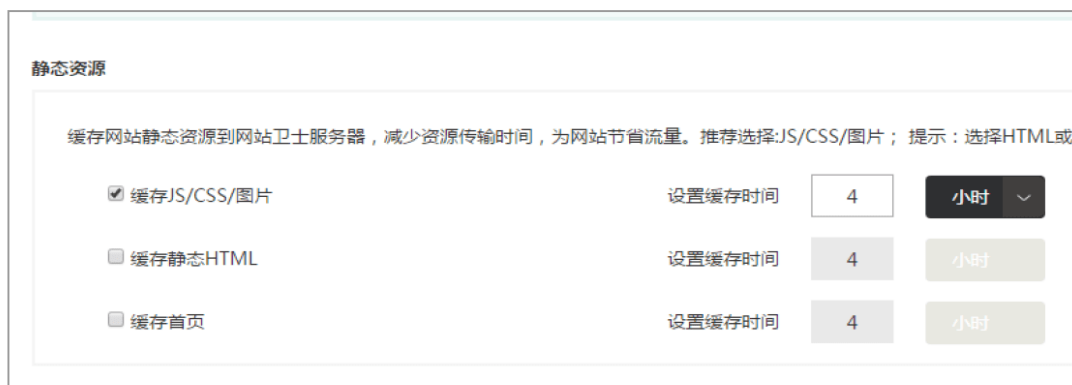 静态资源
缓存网站静态资源到网站卫士服务器，减少资源传输时间，为网站节省流量。推荐选择:JS/CSS/图片； 提示：选择HTML或
缓存JS/CSS/图片 设置缓存时间 4 小时
缓存静态HTML 设置缓存时间 4 小时
缓存首页 设置缓存时间 4 小时